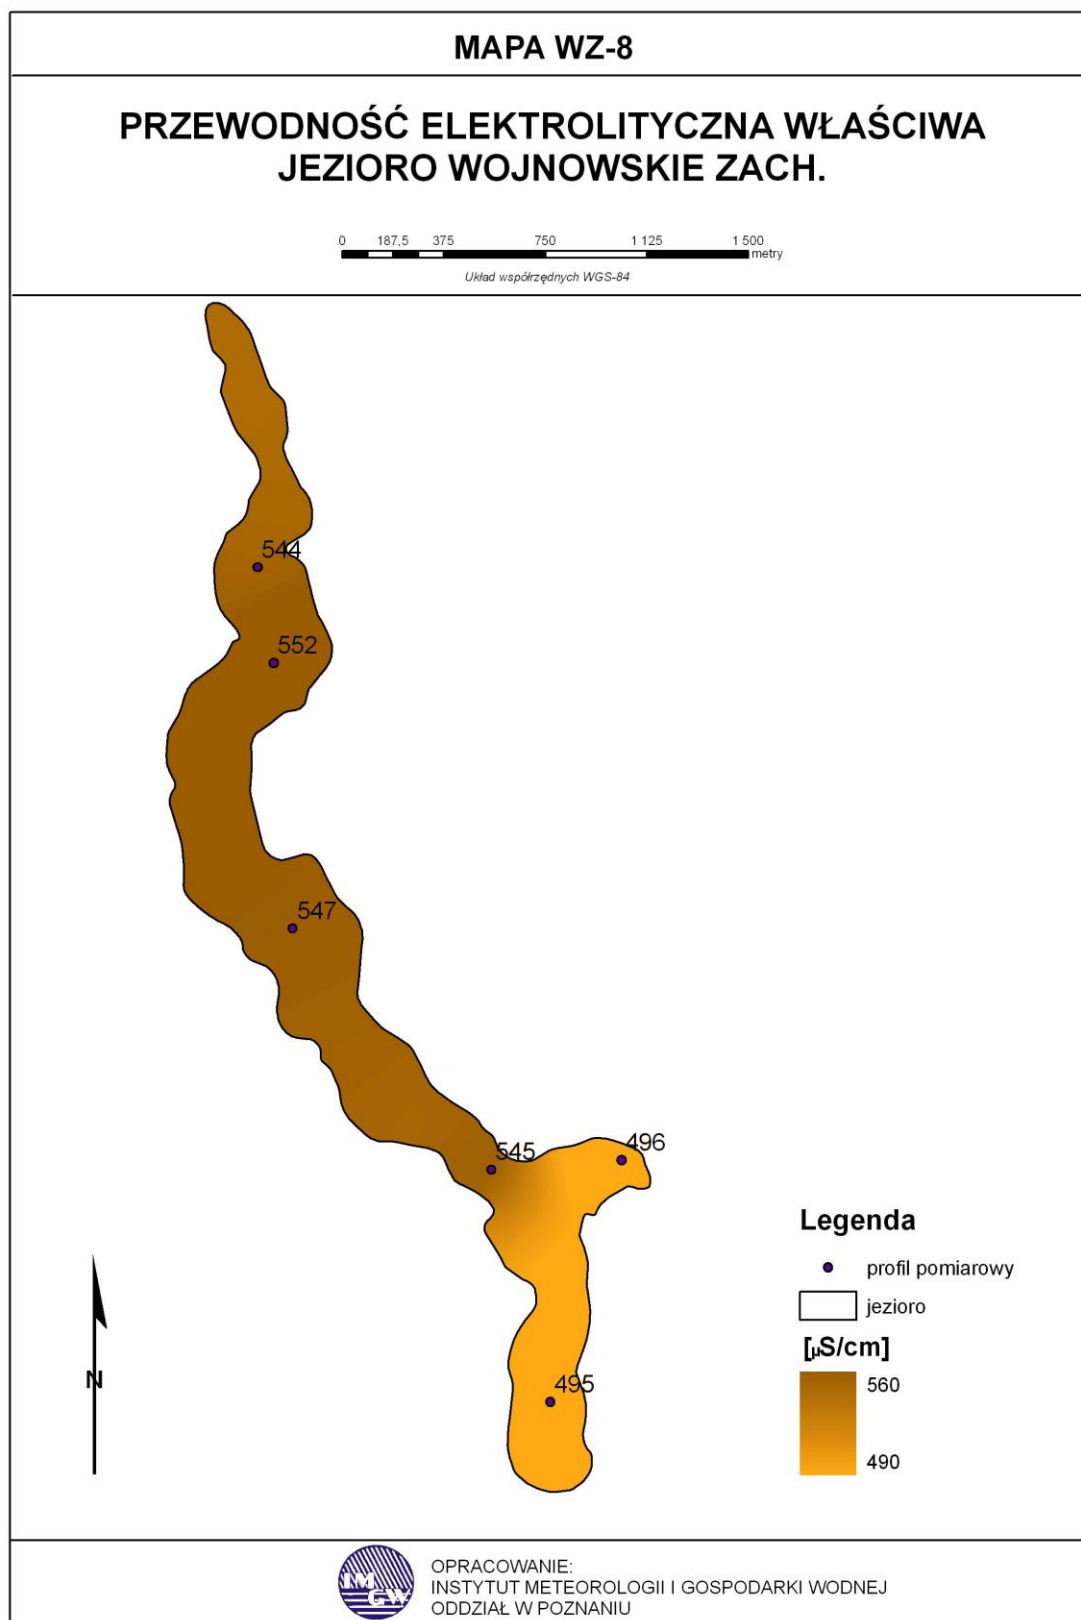 MAPA WZ-8
PRZEWODNOŚĆ ELEKTROLITYCZNA WŁAŚCIWA
JEZIORO WOJNOWSKIE ZACH.
0 187,5 375 750 1 125 1 500
metry
Układ współrzędnych WGS-84
544
552
547
545
496
495
Legenda
profil pomiarowy
jezioro
[µS/cm]
560
490
N
IM
GW
OPRACOWANIE:
INSTYTUT METEOROLOGII I GOSPODARKI WODNEJ
ODDZIAŁ W POZNANIU